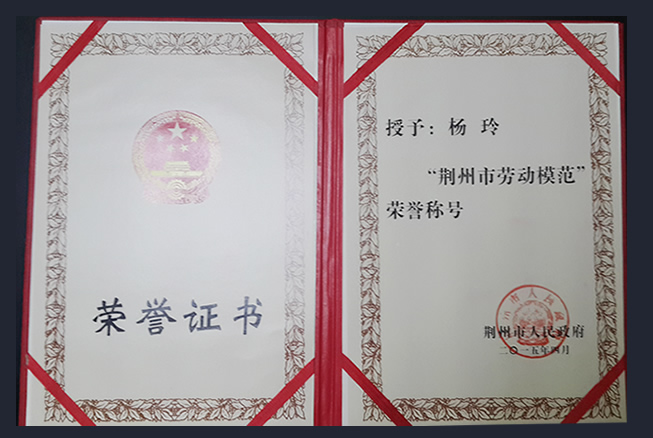 荣誉证书
授予：杨 玲
“荆州市劳动模范”
荣誉称号
荆州市人民政府
二〇一五年四月